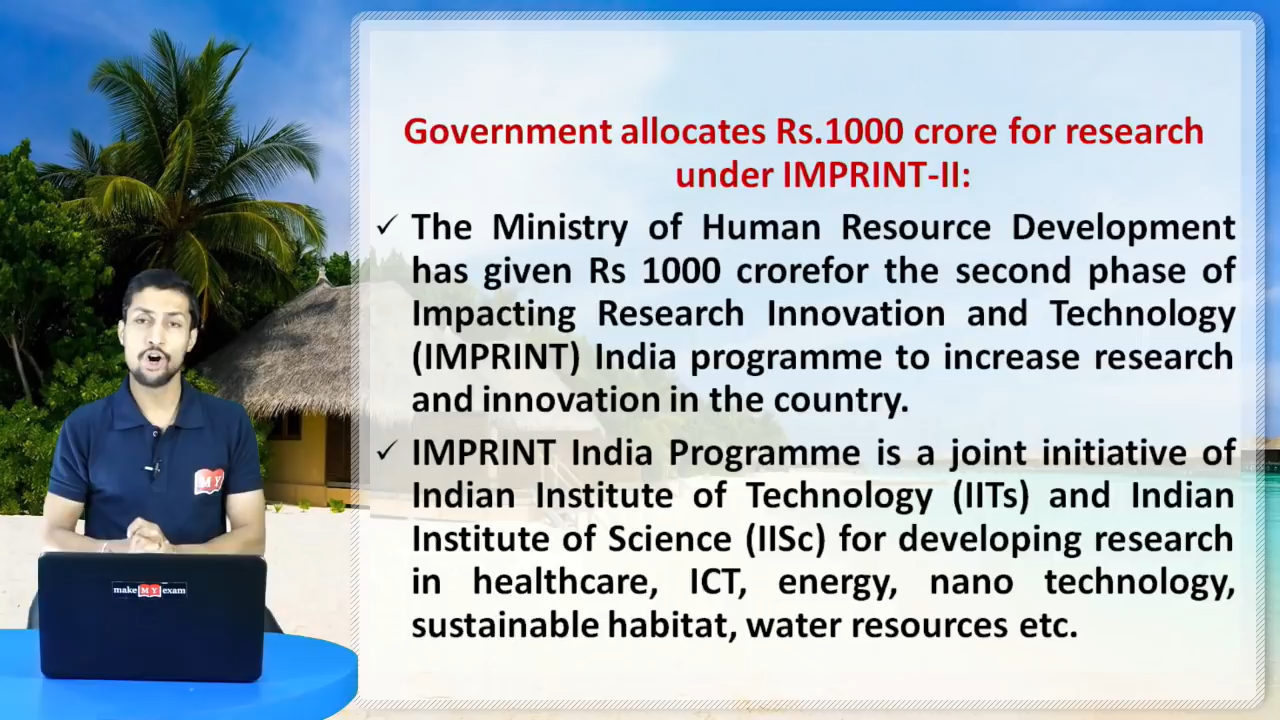 Government allocates Rs.1000 crore for research
under IMPRINT-II:
✓ The Ministry of Human Resource Development
has given Rs 1000 crorefor the second phase of
Impacting Research Innovation and Technology
(IMPRINT) India programme to increase research
and innovation in the country.
✓ IMPRINT India Programme is a joint initiative of
Indian Institute of Technology (IITs) and Indian
Institute of Science (IISc) for developing research
in healthcare, ICT, energy, nano technology,
sustainable habitat, water resources etc.
MY
make MY exam